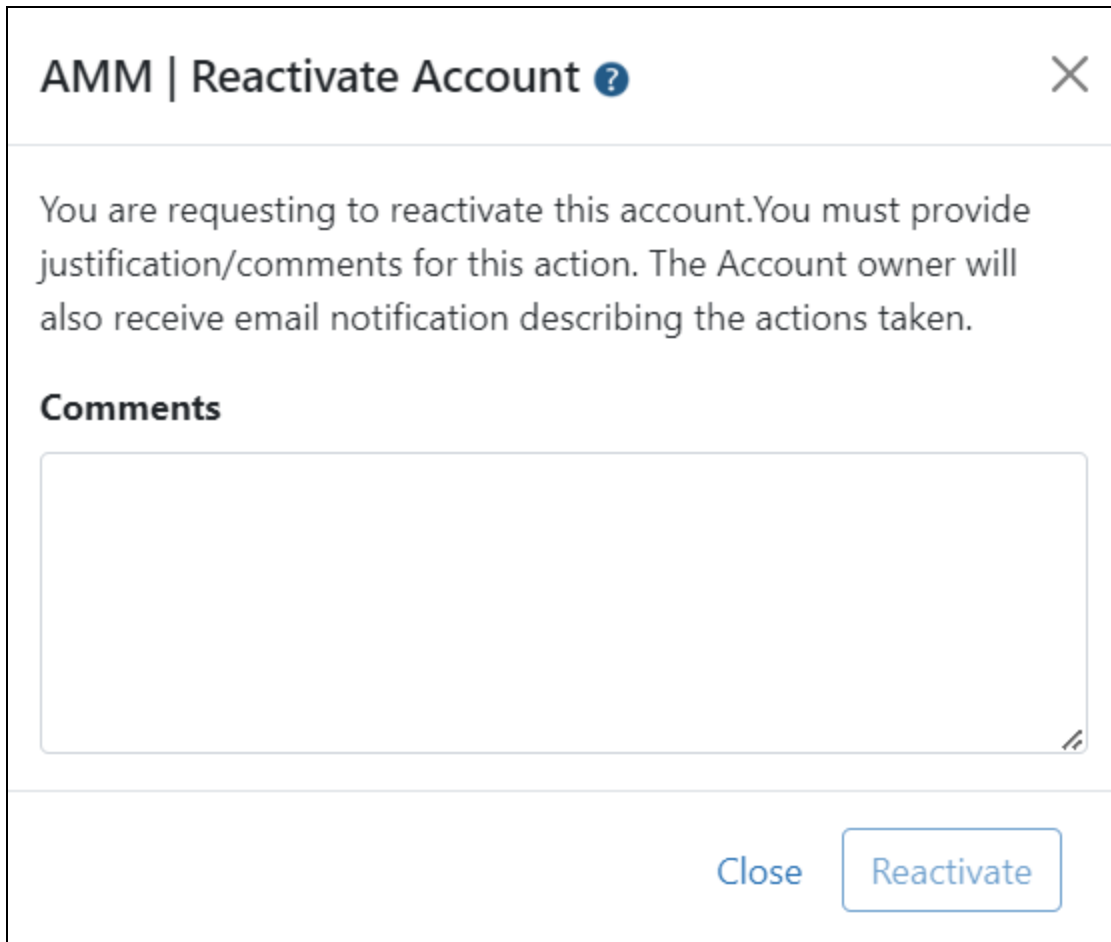 AMM | Reactivate Account ?
You are requesting to reactivate this account.You must provide
justification/comments for this action. The Account owner will
also receive email notification describing the actions taken.
Comments
Close Reactivate